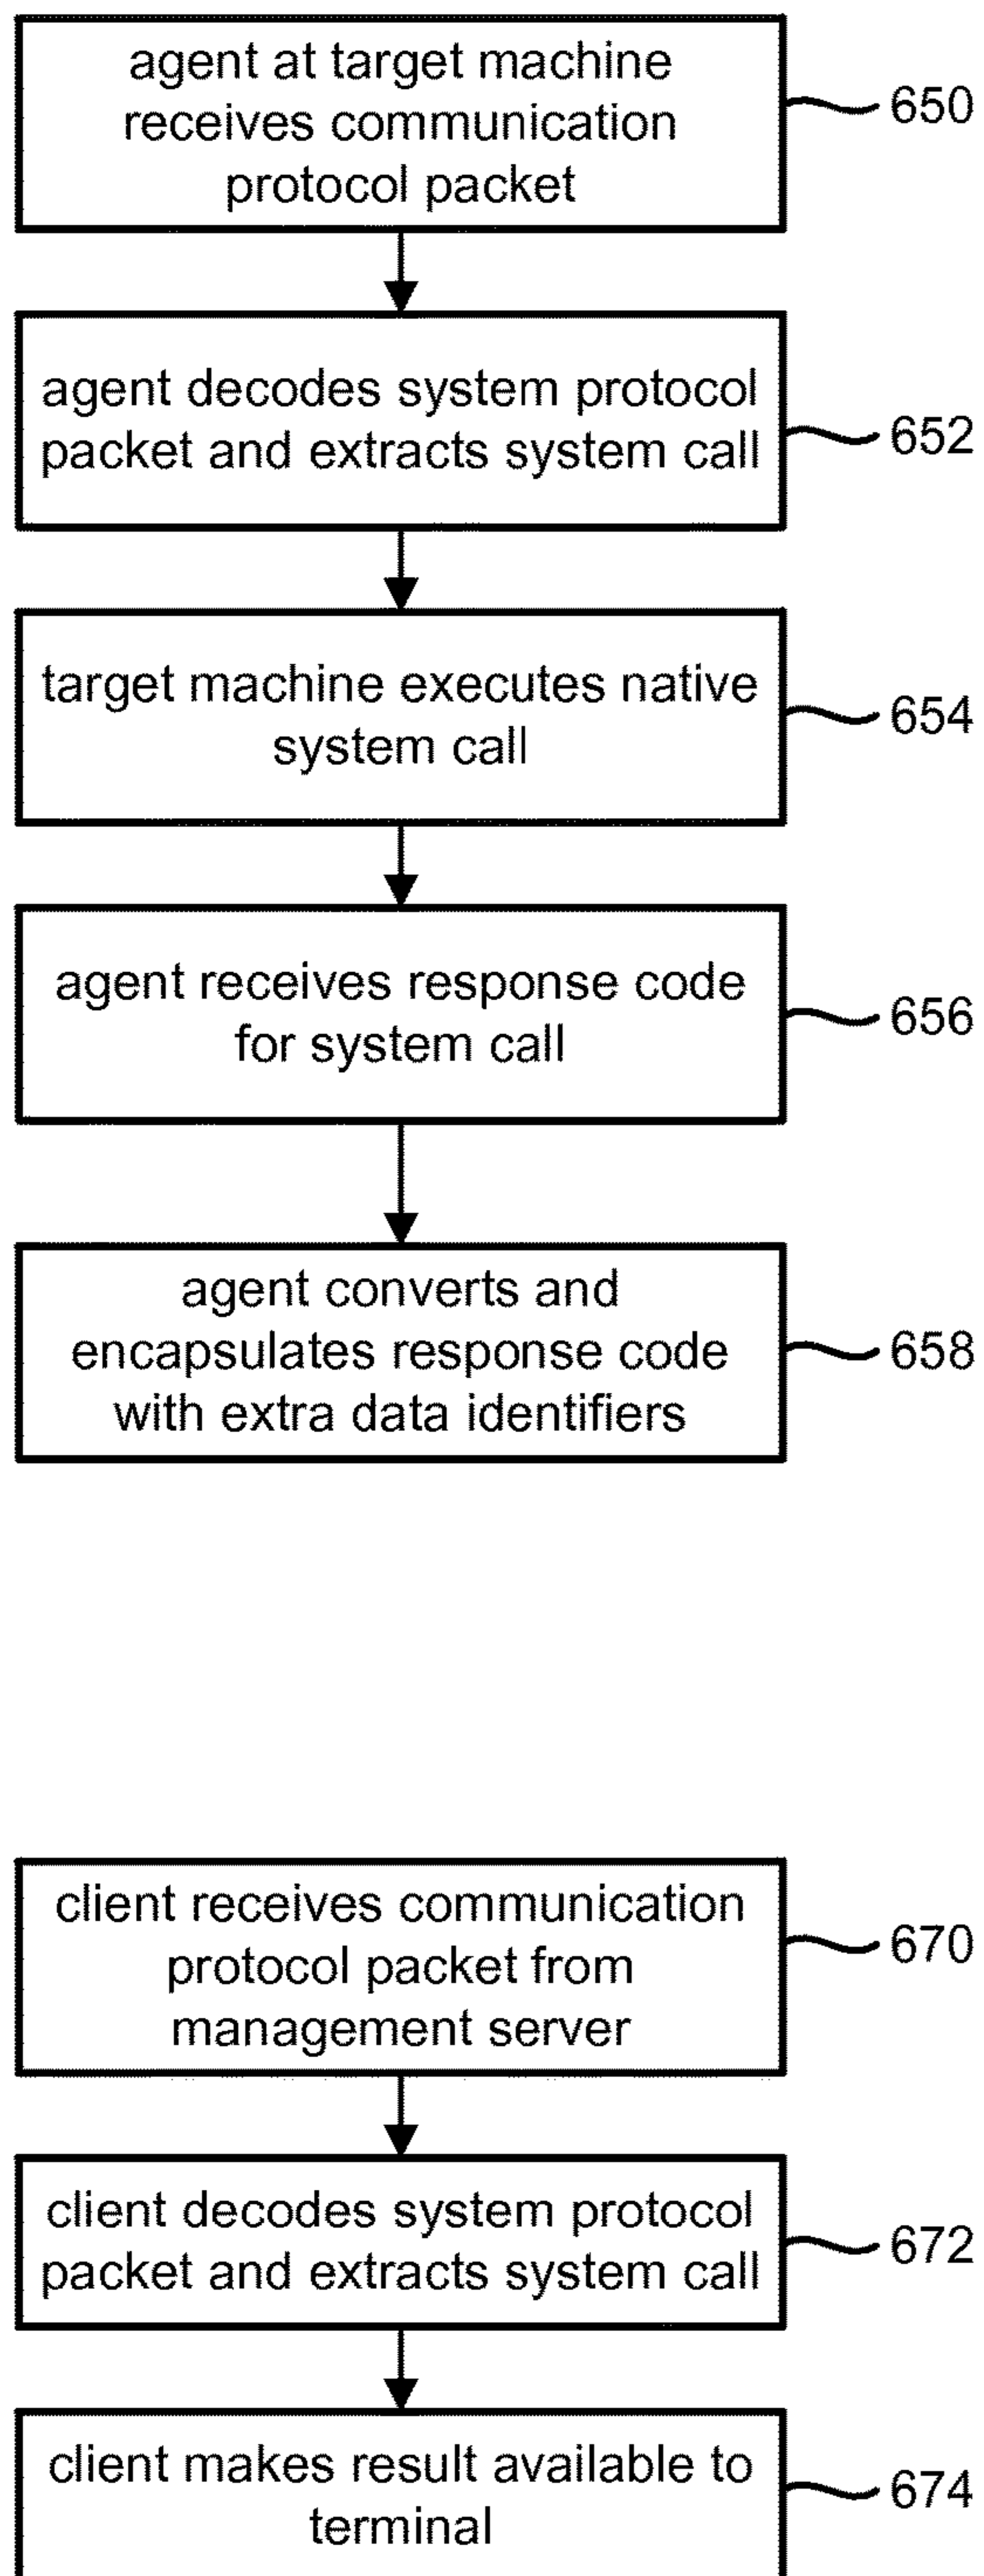 agent at target machine
receives communication
protocol packet
650
agent decodes system protocol
packet and extracts system call
652
target machine executes native
system call
654
agent receives response code
for system call
656
agent converts and
encapsulates response code
with extra data identifiers
658
client receives communication
protocol packet from
management server
670
client decodes system protocol
packet and extracts system call
672
client makes result available to
terminal
674